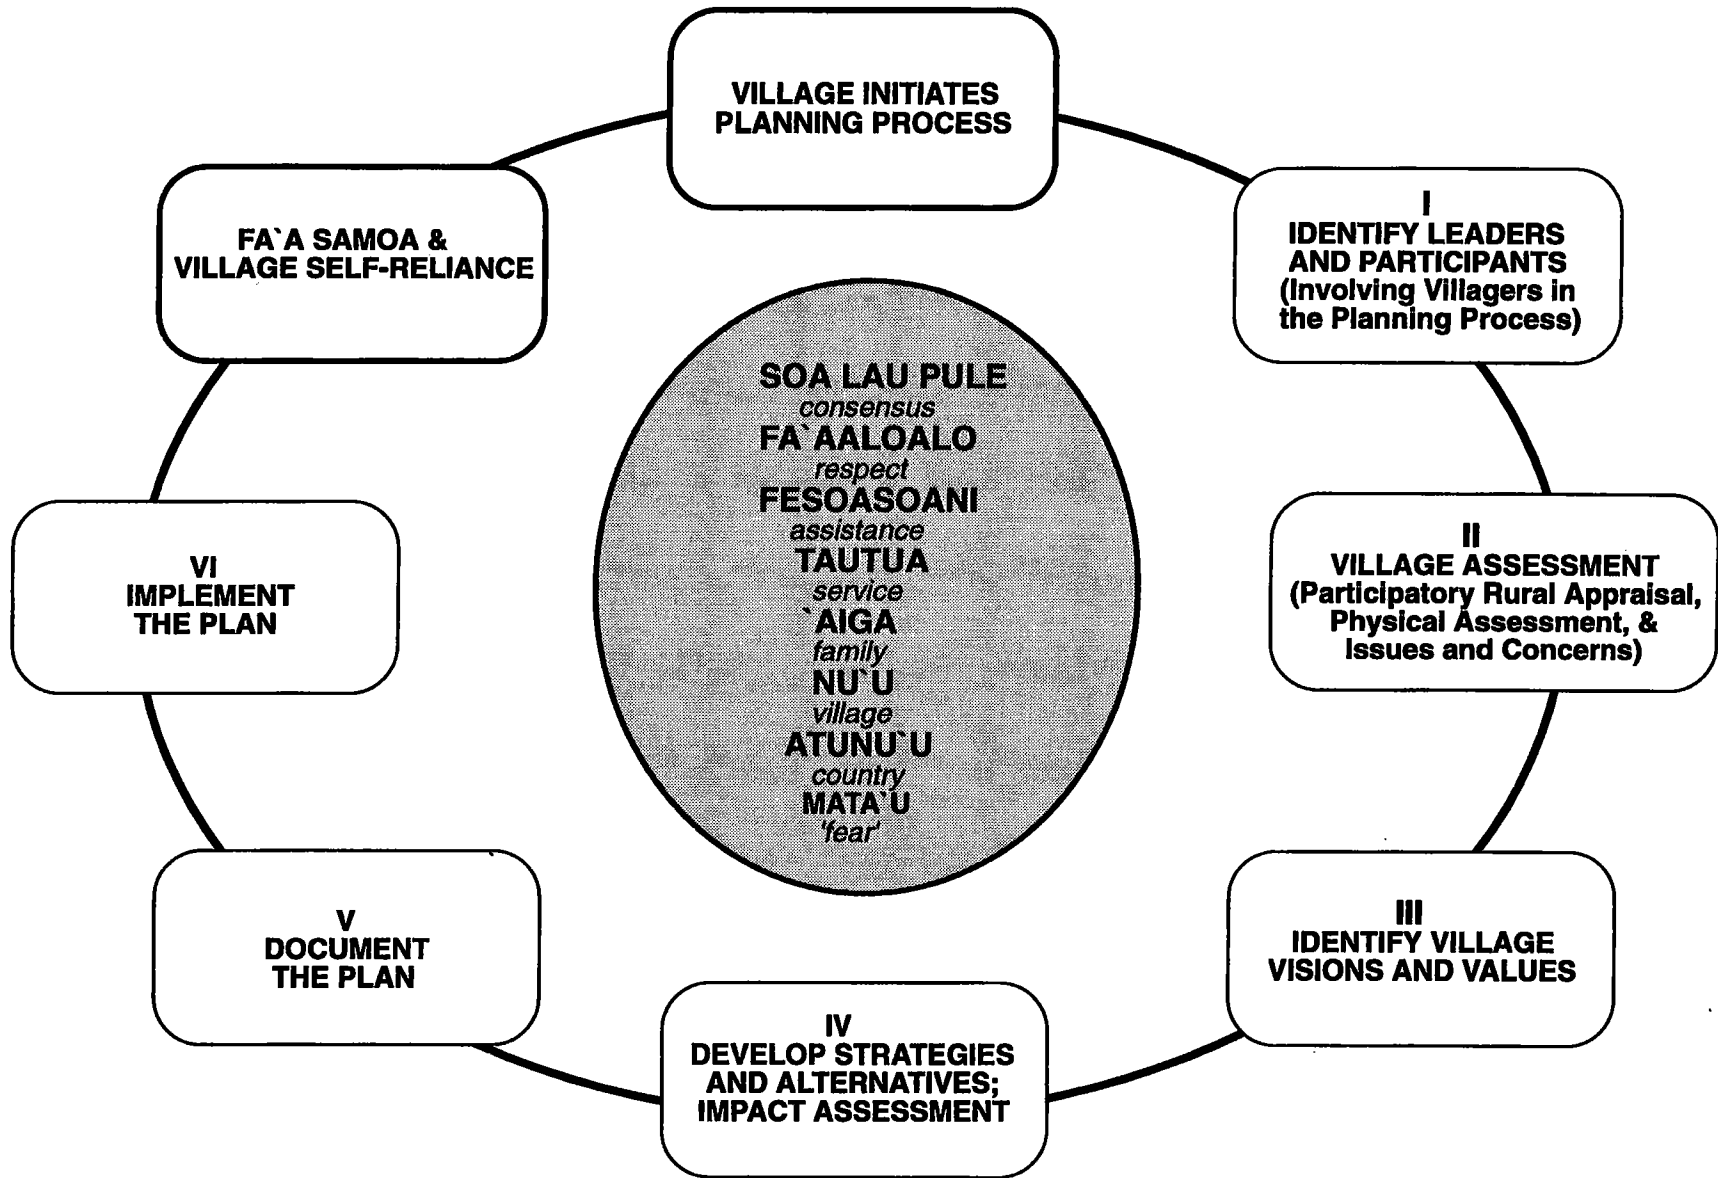 VILLAGE INITIATES
PLANNING PROCESS
I
IDENTIFY LEADERS
AND PARTICIPANTS
(Involving Villagers in
the Planning Process)
II
VILLAGE ASSESSMENT
(Participatory Rural Appraisal,
Physical Assessment, &
Issues and Concerns)
III
IDENTIFY VILLAGE
VISIONS AND VALUES
IV
DEVELOP STRATEGIES
AND ALTERNATIVES;
IMPACT ASSESSMENT
V
DOCUMENT
THE PLAN
VI
IMPLEMENT
THE PLAN
FA`A SAMOA &
VILLAGE SELF-RELIANCE
SOA LAU PULE
consensus
FA`AALOALO
respect
FESOASOANI
assistance
TAUTUA
service
`AIGA
family
NU`U
village
ATUNU`U
country
MATA`U
'fear'